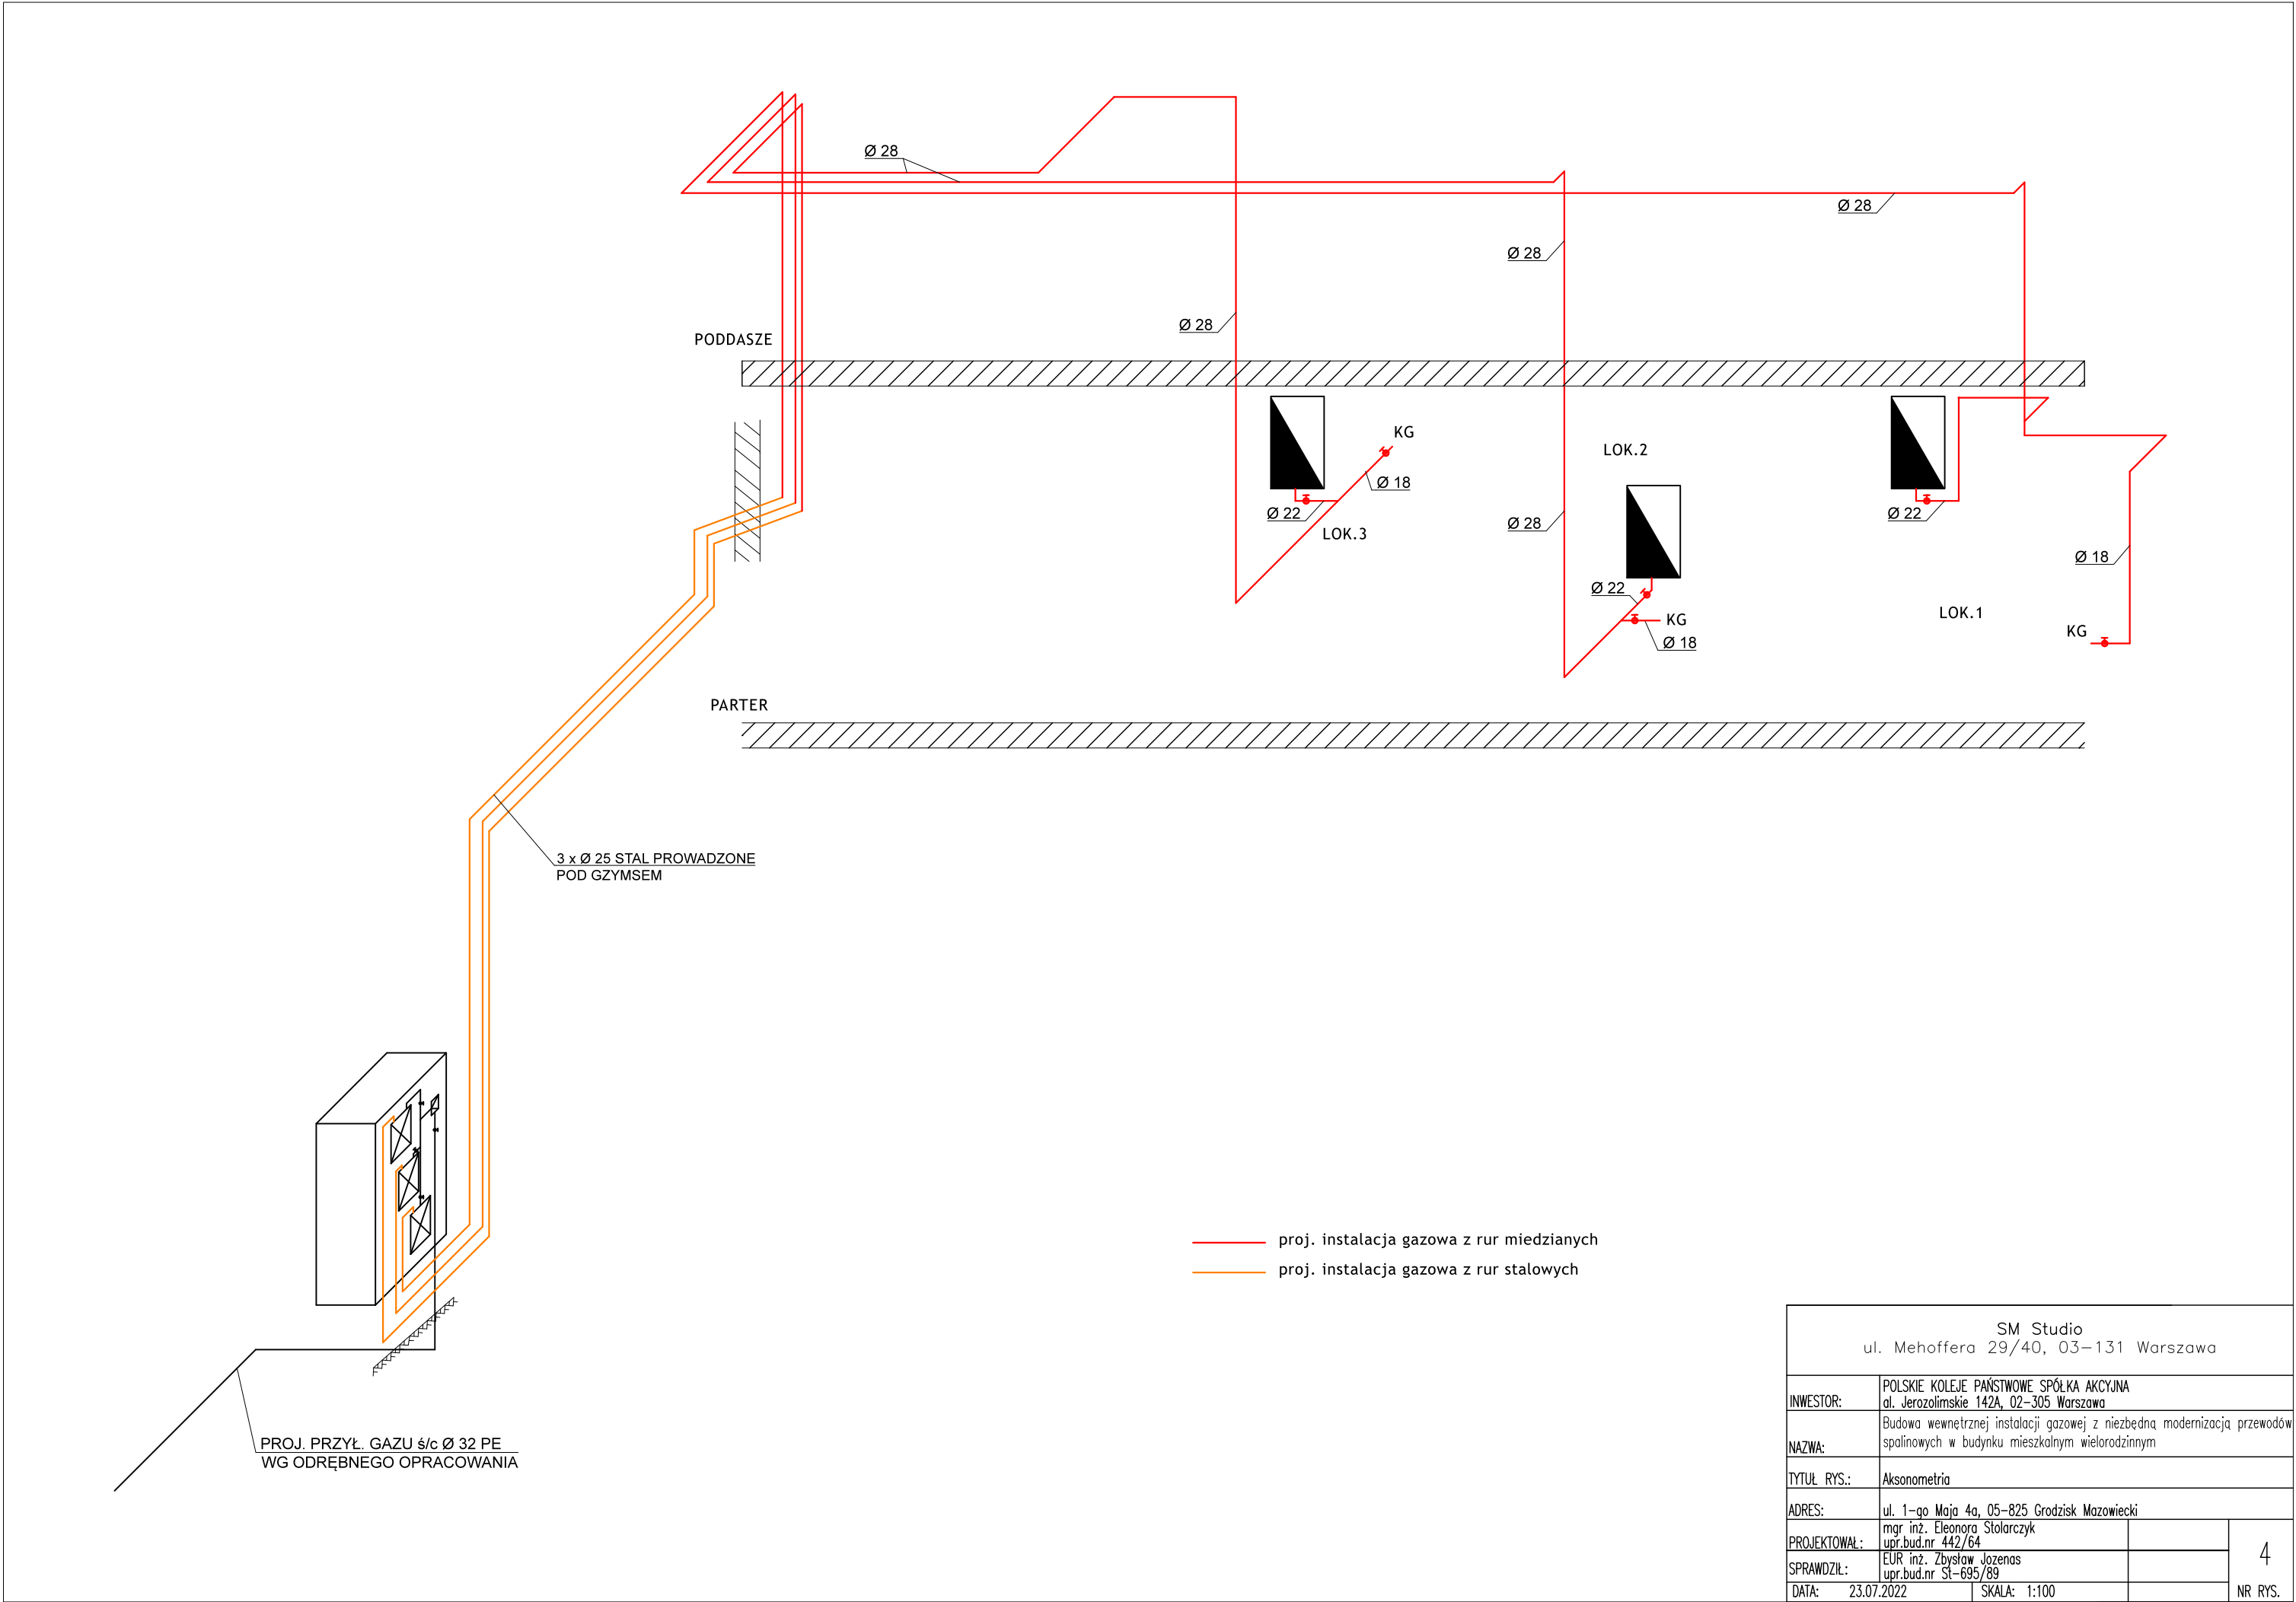 Ø 28
Ø 28
Ø 28
Ø 28
PODDASZE
KG
LOK.2
Ø 18
Ø 22
Ø 22
LOK.3
Ø 28
Ø 18
Ø 22
KG
LOK.1
Ø 18
KG
PARTER
3 x Ø 25 STAL PROWADZONE
POD GZYMSEM
proj. instalacja gazowa z rur miedzianych
proj. instalacja gazowa z rur stalowych
PROJ. PRZYŁ. GAZU ś/c Ø 32 PE
WG ODRĘBNEGO OPRACOWANIA
SM Studio
ul. Mehoffera 29/40, 03-131 Warszawa
INWESTOR:
POLSKIE KOLEJE PAŃSTWOWE SPÓŁKA AKCYJNA
al. Jerozolimskie 142A, 02-305 Warszawa
NAZWA:
Budowa wewnętrznej instalacji gazowej z niezbędną modernizacją przewodów
spalinowych w budynku mieszkalnym wielorodzinnym
TYTUŁ RYS.: Aksonometria
ADRES: ul. 1-go Maja 4a, 05-825 Grodzisk Mazowiecki
PROJEKTOWAŁ:
mgr inż. Eleonora Stolarczyk
upr.bud.nr 442/64
SPRAWDZIŁ:
EUR inż. Zbysław Jozenas
upr.bud.nr St-695/89
DATA: 23.07.2022 SKALA: 1:100
4
NR RYS.